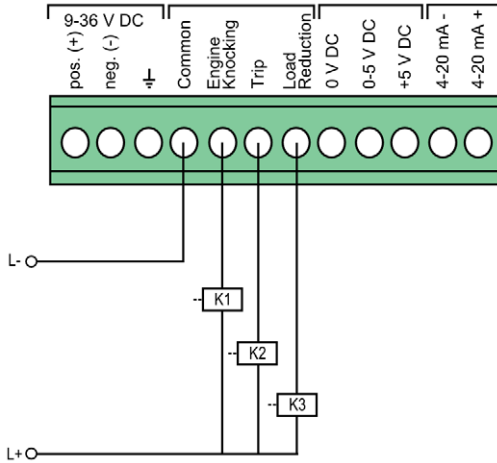 9-36 V DC
pos. (+)
neg. (-)
Common
Engine
Knocking
Trip
Load
Reduction
0 V DC
0-5 V DC
+5 V DC
4-20 mA -
4-20 mA +
L-
K1
K2
K3
L+